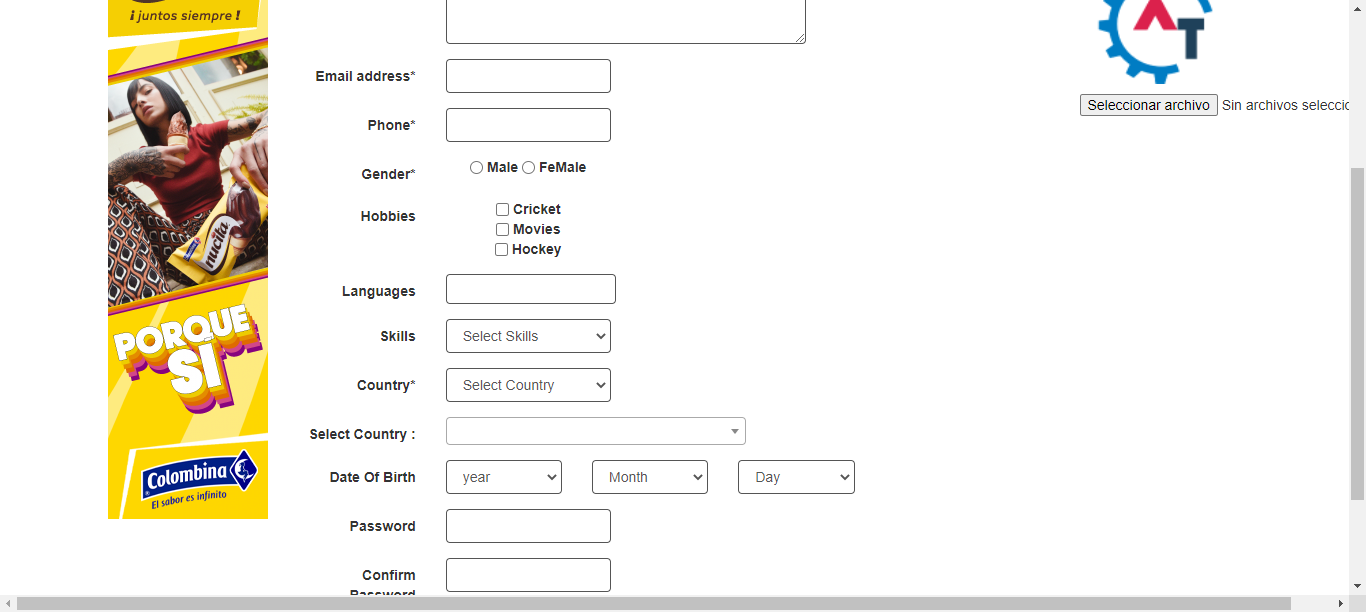 ¡ juntos siempre !
Email address*
Phone*
Gender*
Male FeMale
Hobbies
Cricket
Movies
Hockey
Languages
Skills
Select Skills
Country*
Select Country
Select Country :
Date Of Birth
year Month Day
Password
Confirm
Password
AT
Seleccionar archivo Sin archivos seleccio
nucita
PORQUE
SÍ
Colombina
El sabor es infinito